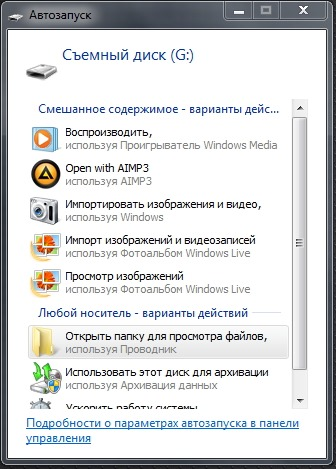 Автозапуск
Съемный диск (G:)
Смешанное содержимое - варианты дейс...
Воспроизводить,
используя Проигрыватель Windows Media
Open with AIMP3
используя AIMP3
Импортировать изображения и видео,
используя Windows
Импорт изображений и видеозаписей
используя Фотоальбом Windows Live
Просмотр изображений
используя Фотоальбом Windows Live
Любой носитель - варианты действий
Открыть папку для просмотра файлов,
используя Проводник
Использовать этот диск для архивации
используя Архивация данных
Ускорить работу системы
Подробности о параметрах автозапуска в панели
управления